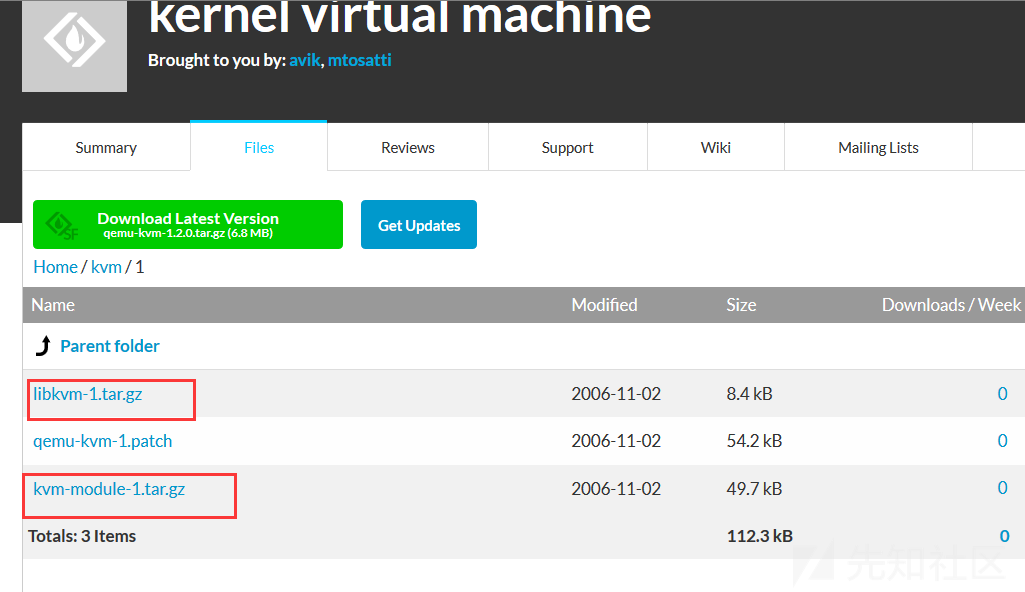 kernel virtual machine
Brought to you by: avik, mtosatti
Summary Files Reviews Support Wiki Mailing Lists
Download Latest Version
qemu-kvm-1.2.0.tar.gz (6.8 MB)
SF
Get Updates
Home / kvm / 1
Name Modified Size Downloads / Week
Parent folder
libkvm-1.tar.gz 2006-11-02 8.4 kB 0
qemu-kvm-1.patch 2006-11-02 54.2 kB 0
kvm-module-1.tar.gz 2006-11-02 49.7 kB 0
Totals: 3 Items 112.3 kB 0
先知社区